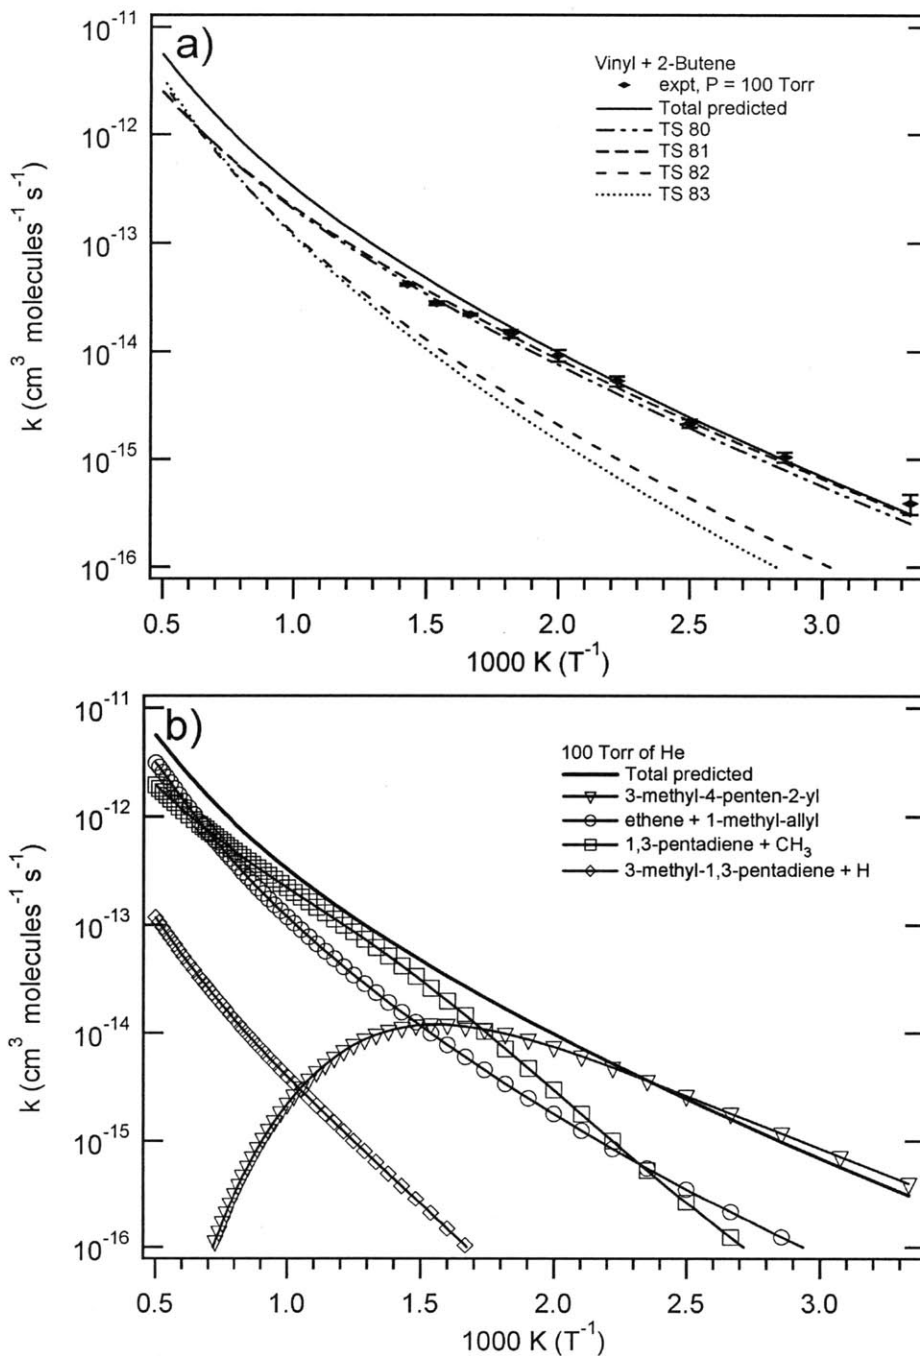 a)
Vinyl + 2-Butene
expt, P = 100 Torr
Total predicted
TS 80
TS 81
TS 82
TS 83
k (cm³ molecules⁻¹ s⁻¹)
10⁻¹¹
10⁻¹²
10⁻¹³
10⁻¹⁴
10⁻¹⁵
10⁻¹⁶
0.5 1.0 1.5 2.0 2.5 3.0
1000 K (T⁻¹)
b)
100 Torr of He
Total predicted
3-methyl-4-penten-2-yl
ethene + 1-methyl-allyl
1,3-pentadiene + CH₃
3-methyl-1,3-pentadiene + H
k (cm³ molecules⁻¹ s⁻¹)
10⁻¹¹
10⁻¹²
10⁻¹³
10⁻¹⁴
10⁻¹⁵
10⁻¹⁶
0.5 1.0 1.5 2.0 2.5 3.0
1000 K (T⁻¹)